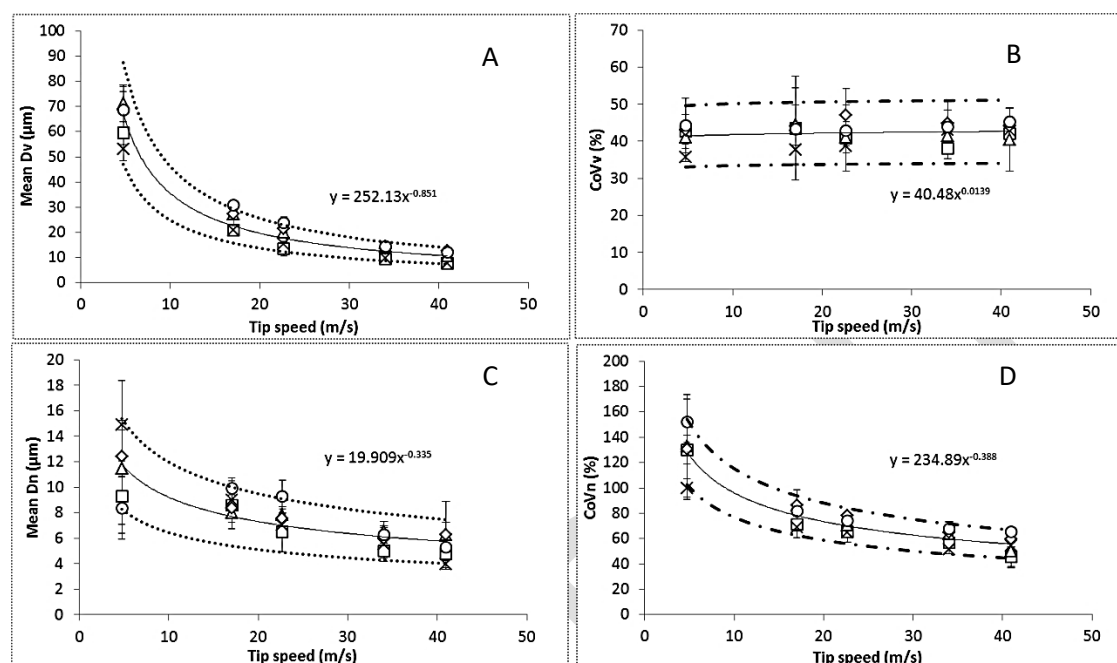 A
Mean Dv (µm)
100
90
80
70
60
50
40
30
20
10
0
y = 252.13x^-0.851
0 10 20 30 40 50
Tip speed (m/s)
B
CoVv (%)
70
60
50
40
30
20
10
0
y = 40.48x^0.0139
0 10 20 30 40 50
Tip speed (m/s)
C
Mean Dn (µm)
20
18
16
14
12
10
8
6
4
2
0
y = 19.909x^-0.335
0 10 20 30 40 50
Tip speed (m/s)
D
CoVn (%)
200
180
160
140
120
100
80
60
40
20
0
y = 234.89x^-0.388
0 10 20 30 40 50
Tip speed (m/s)